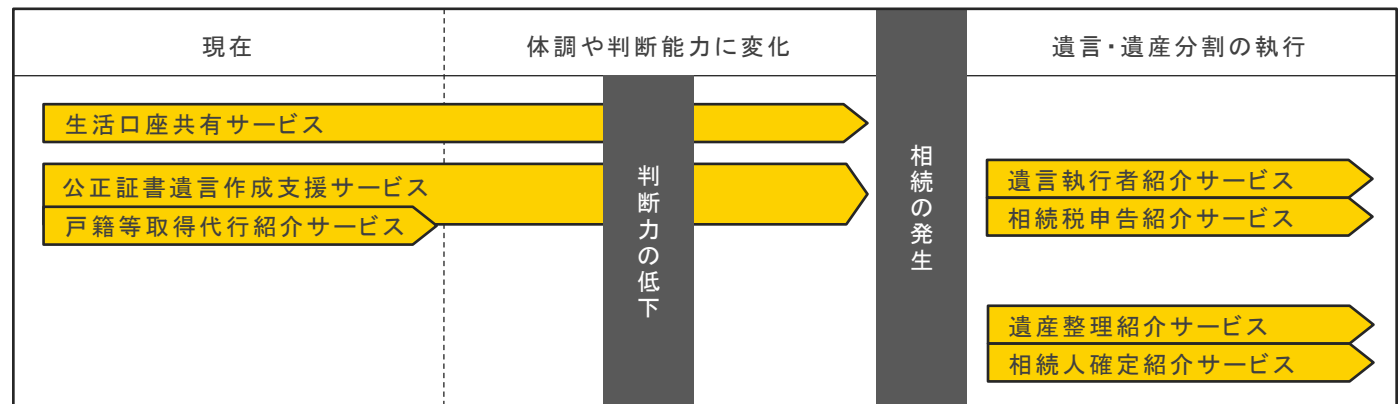 現在
体調や判断能力に変化
遺言・遺産分割の執行
生活口座共有サービス
公正証書遺言作成支援サービス
戸籍等取得代行紹介サービス
判断力の低下
相続の発生
遺言執行者紹介サービス
相続税申告紹介サービス
遺産整理紹介サービス
相続人確定紹介サービス